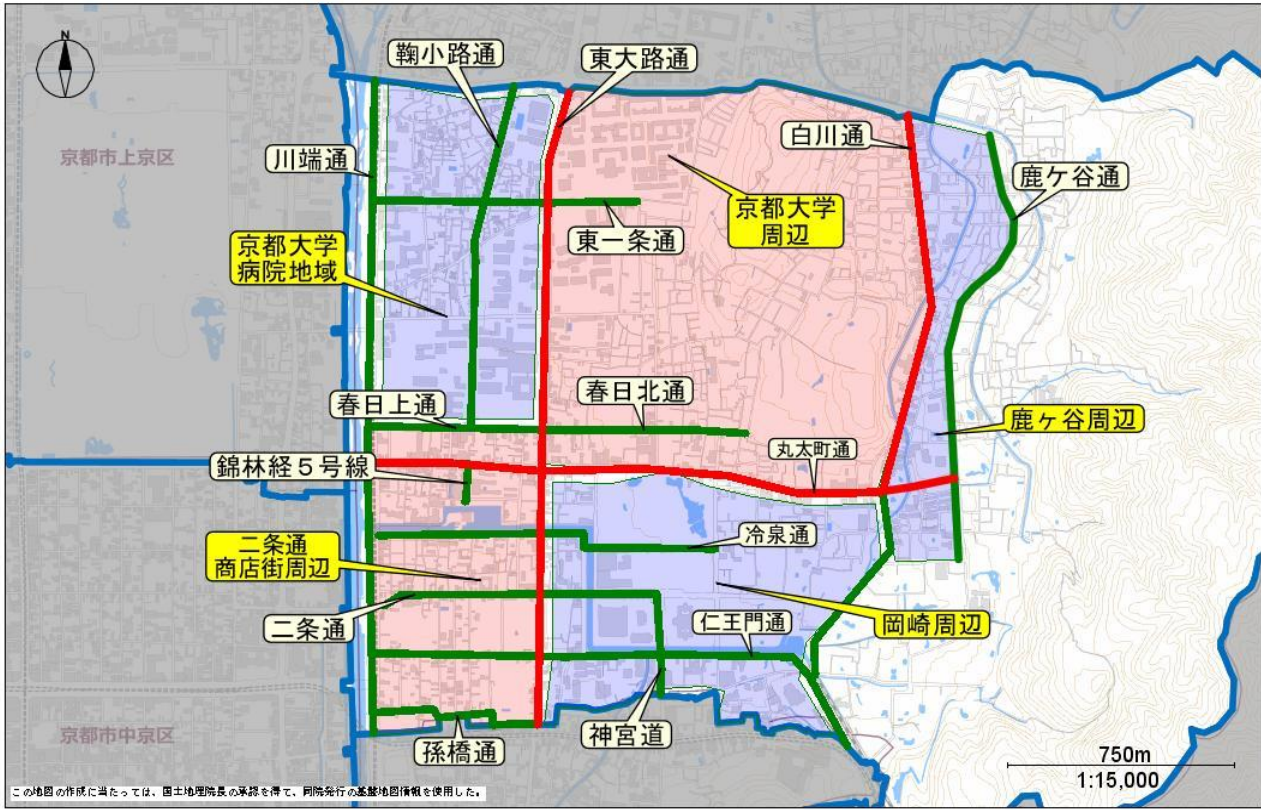 N
鞠小路通
東大路通
京都市上京区
川端通
白川通
鹿ケ谷通
京都大学
周辺
東一条通
京都大学
病院地域
春日上通
春日北通
鹿ヶ谷周辺
丸太町通
錦林経5号線
冷泉通
二条通
商店街周辺
二条通
仁王門通
岡崎周辺
神宮道
孫橋通
京都市中京区
750m
1:15,000
この地図の作成に当たっては、国土地理院長の承認を得て、同院発行の基盤地図情報を使用した。